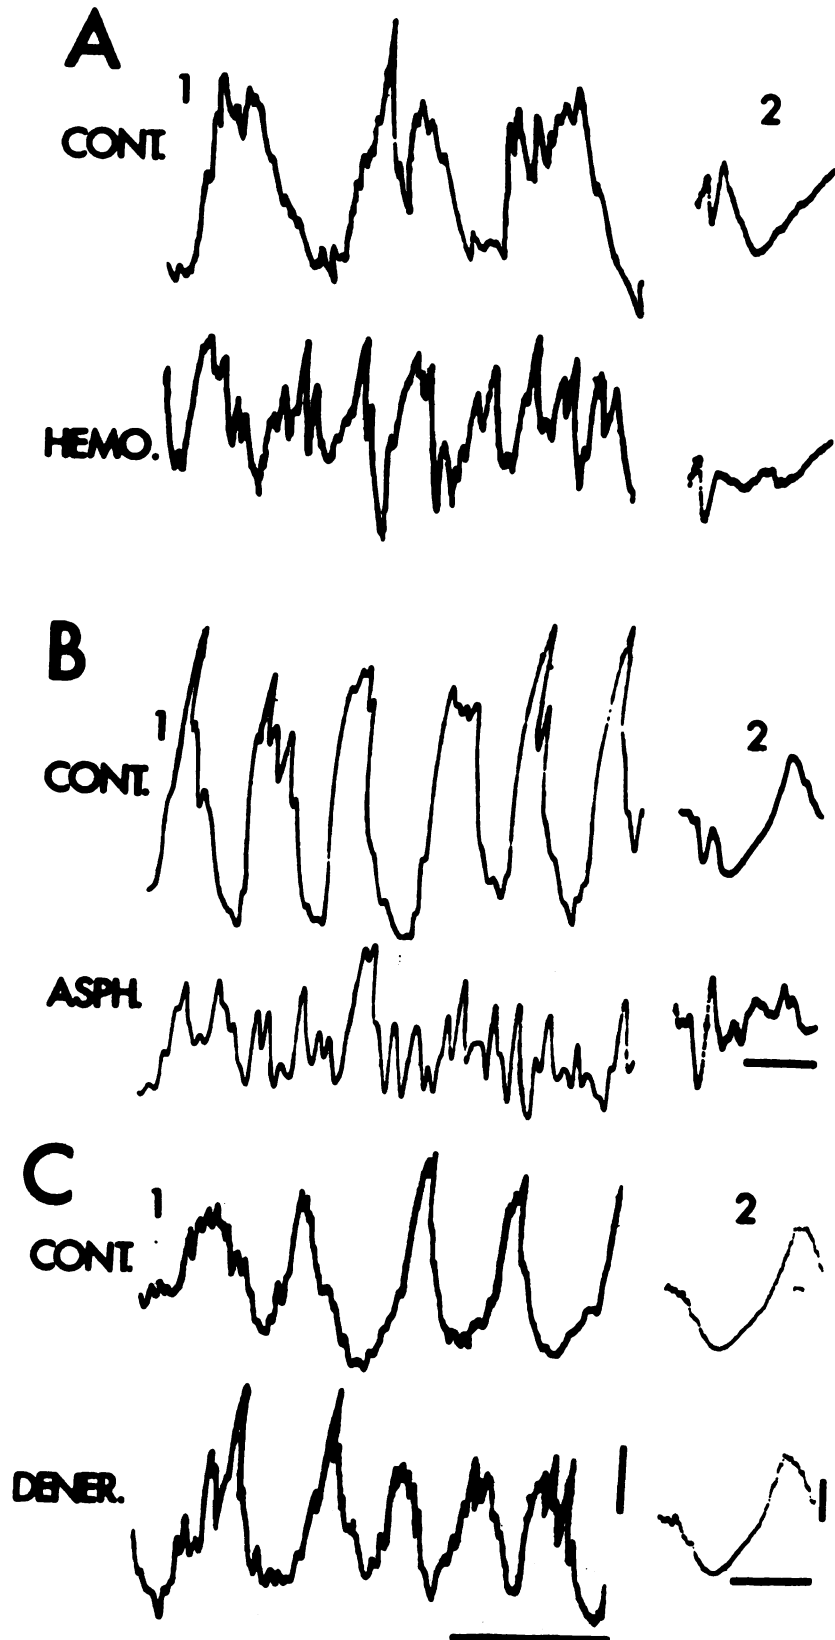 A
1
2
CONT.
HEMO.
B
1
2
CONT.
ASPH.
C
1
2
CONT.
DENER.